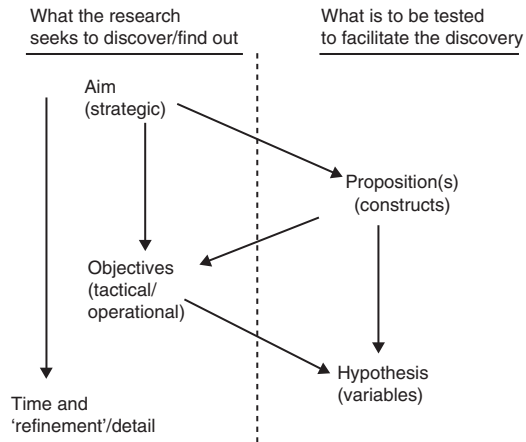 What the research
seeks to discover/find out
What is to be tested
to facilitate the discovery
Aim
(strategic)
Proposition(s)
(constructs)
Objectives
(tactical/
operational)
Hypothesis
(variables)
Time and
‘refinement’/detail